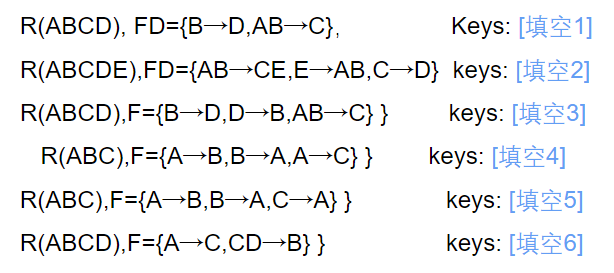 R(ABCD), FD={B→D,AB→C}, Keys: [填空1]
R(ABCDE),FD={AB→CE,E→AB,C→D} keys: [填空2]
R(ABCD),F={B→D,D→B,AB→C} } keys: [填空3]
R(ABC),F={A→B,B→A,A→C} } keys: [填空4]
R(ABC),F={A→B,B→A,C→A} } keys: [填空5]
R(ABCD),F={A→C,CD→B} } keys: [填空6]